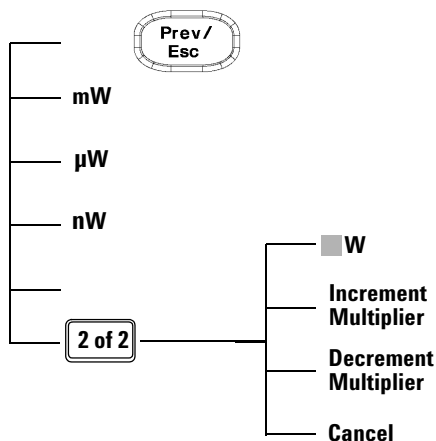 Prev/
Esc
mW
µW
nW
2 of 2
W
Increment
Multiplier
Decrement
Multiplier
Cancel